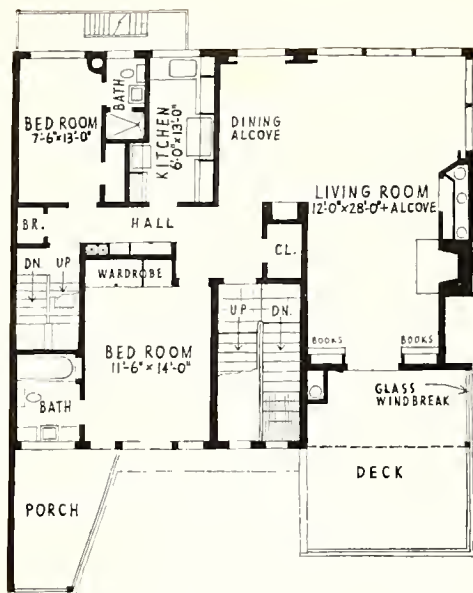 BATH
BED ROOM
7'-6"x13'-0"
KITCHEN
6'-0"x13'-0"
DINING
ALCOVE
LIVING ROOM
12'-0"x28'-0"+ALCOVE
BR.
HALL
CL.
DN.
UP
WARDROBE
UP
DN.
BED ROOM
11'-6" x 14'-0"
BOOKS
BOOKS
BATH
GLASS
WINDBREAK
DECK
PORCH